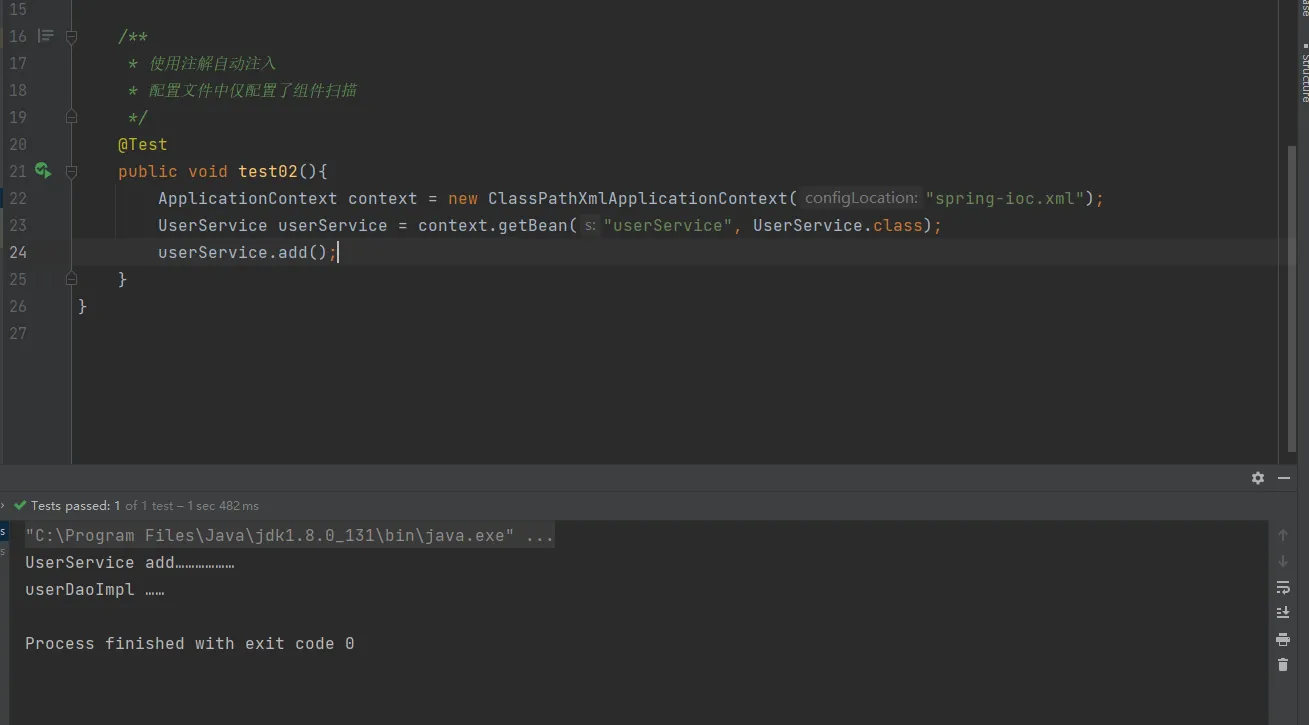 15
16 /**
17 * 使用注解自动注入
18 * 配置文件中仅配置了组件扫描
19 */
20 @Test
21 public void test02(){
22 ApplicationContext context = new ClassPathXmlApplicationContext( configLocation: "spring-ioc.xml");
23 UserService userService = context.getBean( s: "userService", UserService.class);
24 userService.add();
25 }
26 }
27
Structure
Tests passed: 1 of 1 test – 1 sec 482 ms
"C:\Program Files\Java\jdk1.8.0_131\bin\java.exe" ...
UserService add………………
userDaoImpl ……
Process finished with exit code 0